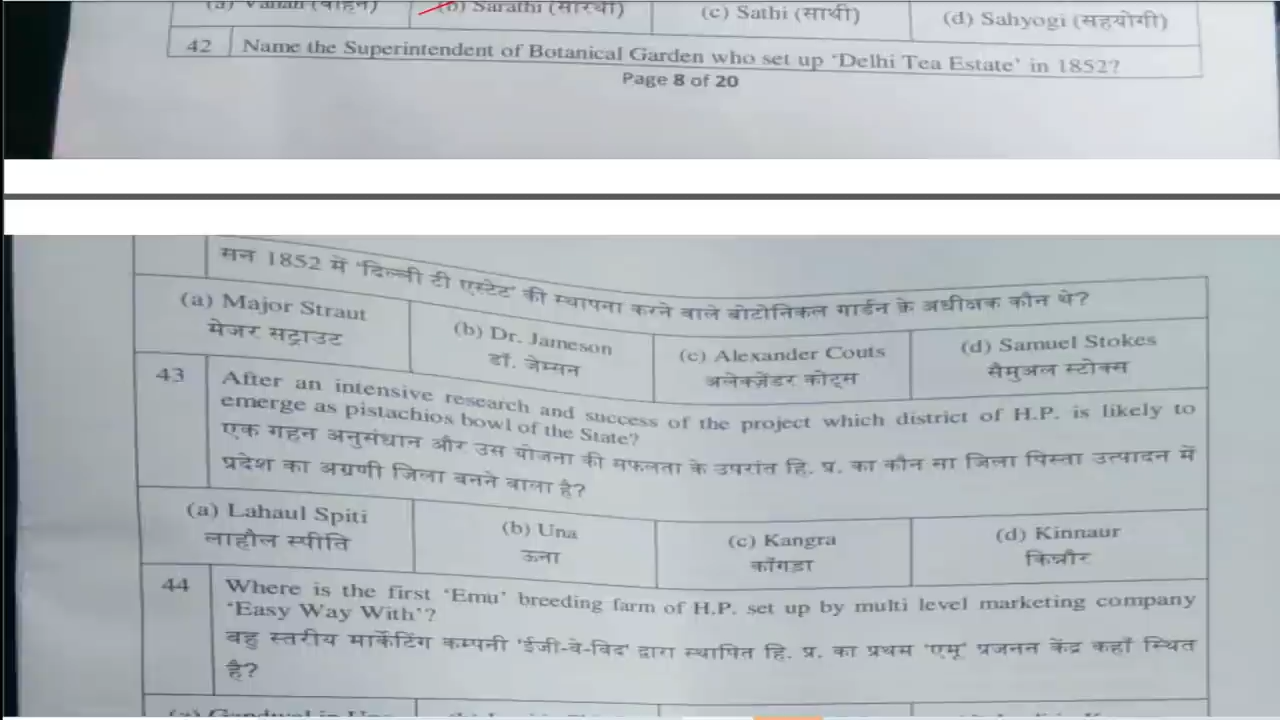 (a) Vahan (वाहन) (b) Sarathi (सारथी) (c) Sathi (साथी) (d) Sahyogi (सहयोगी)
42 Name the Superintendent of Botanical Garden who set up ‘Delhi Tea Estate’ in 1852?
Page 8 of 20
सन 1852 में ‘दिल्ली टी एस्टेट’ की स्थापना करने वाले बोटोनिकल गार्डन के अधीक्षक कौन थे?
(a) Major Straut (b) Dr. Jameson (c) Alexander Couts (d) Samuel Stokes
मेजर सट्राउट डॉ. जेम्सन अलेक्ज़ेंडर कोट्स सैमुअल स्टोक्स
43 After an intensive research and success of the project which district of H.P. is likely to
emerge as pistachios bowl of the State?
एक गहन अनुसंधान और उस योजना की सफलता के उपरांत हि. प्र. का कौन सा जिला पिस्ता उत्पादन में
प्रदेश का अग्रणी जिला बनने वाला है?
(a) Lahaul Spiti (b) Una (c) Kangra (d) Kinnaur
लाहौल स्पीति ऊना काँगडा किन्नौर
44 Where is the first ‘Emu’ breeding farm of H.P. set up by multi level marketing company
‘Easy Way With’?
बहु स्तरीय मार्केटिंग कम्पनी ‘ईजी-वे-विद’ द्वारा स्थापित हि. प्र. का प्रथम ‘एमू’ प्रजनन केंद्र कहाँ स्थित
है?